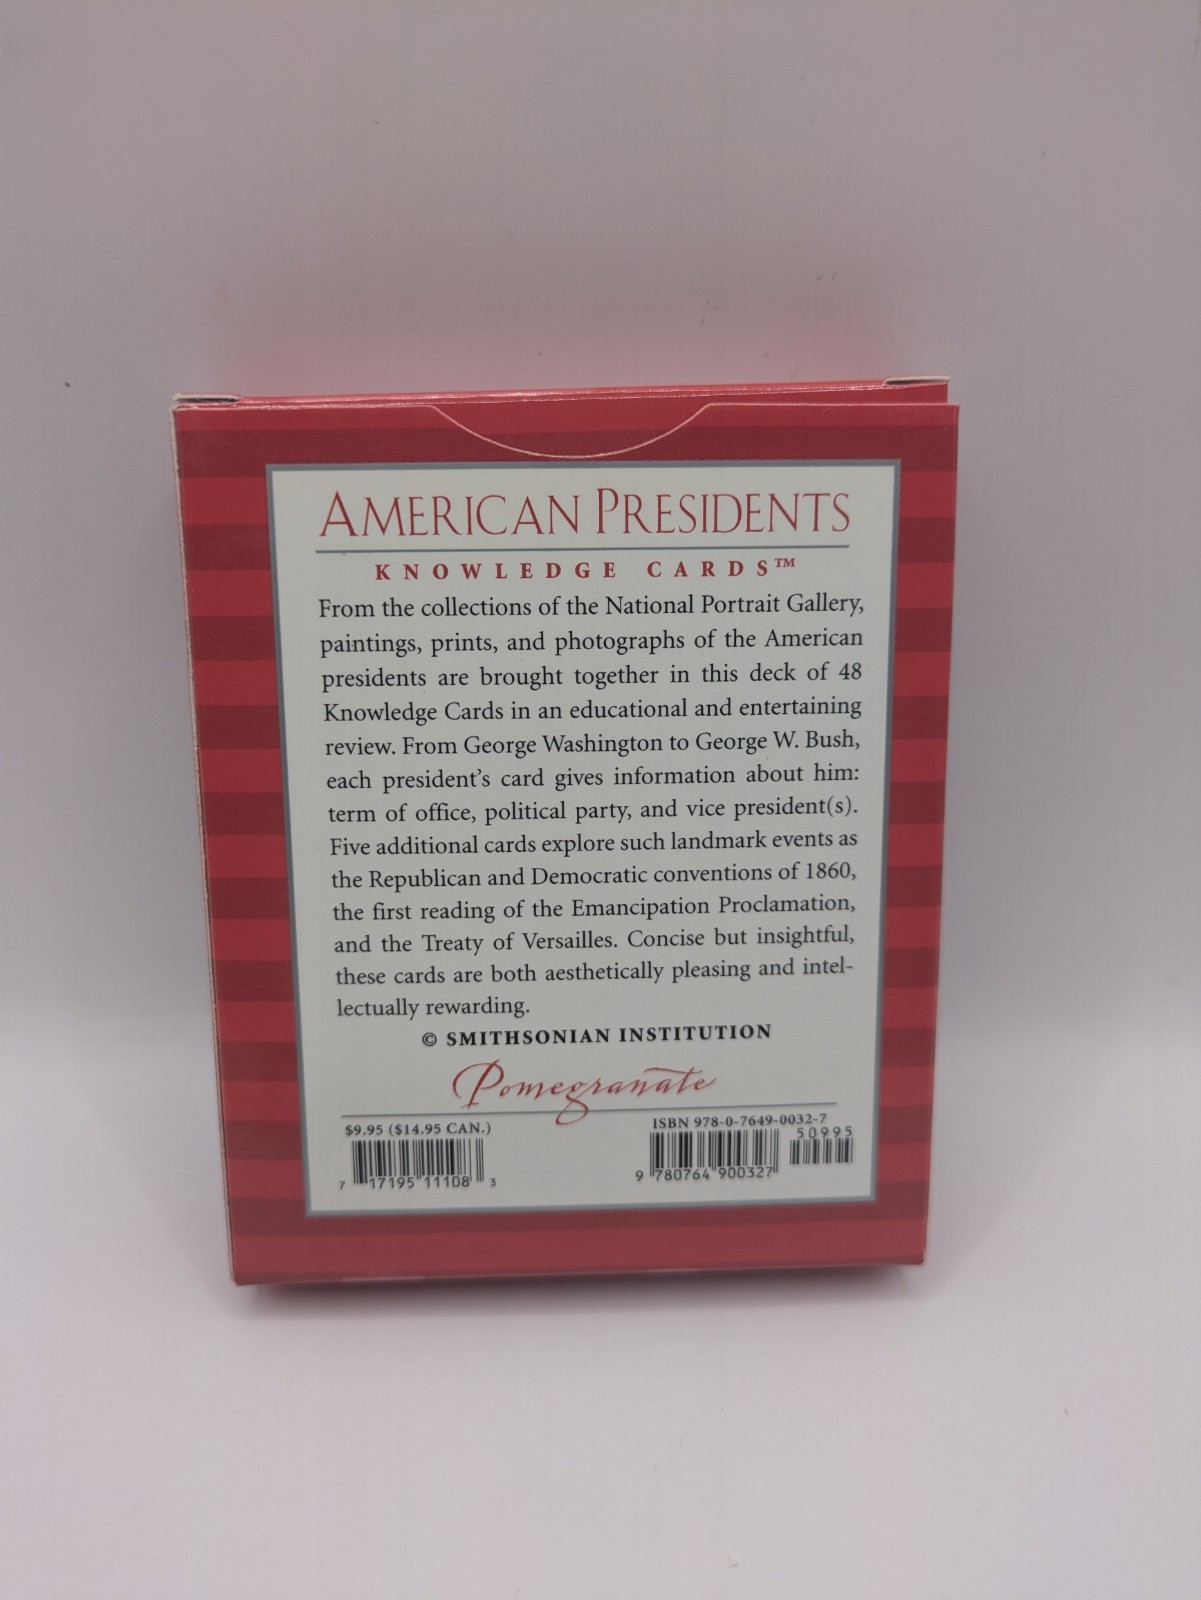 AMERICAN PRESIDENTS
KNOWLEDGE CARDS™
From the collections of the National Portrait Gallery,
paintings, prints, and photographs of the American
presidents are brought together in this deck of 48
Knowledge Cards in an educational and entertaining
review. From George Washington to George W. Bush,
each president's card gives information about him:
term of office, political party, and vice president(s).
Five additional cards explore such landmark events as
the Republican and Democratic conventions of 1860,
the first reading of the Emancipation Proclamation,
and the Treaty of Versailles. Concise but insightful,
these cards are both aesthetically pleasing and intel-
lectually rewarding.
© SMITHSONIAN INSTITUTION
Pomegranate
$9.95 ($14.95 CAN.)
7 17195 11108 3
ISBN 978-0-7649-0032-7
50995
9 780764 900327